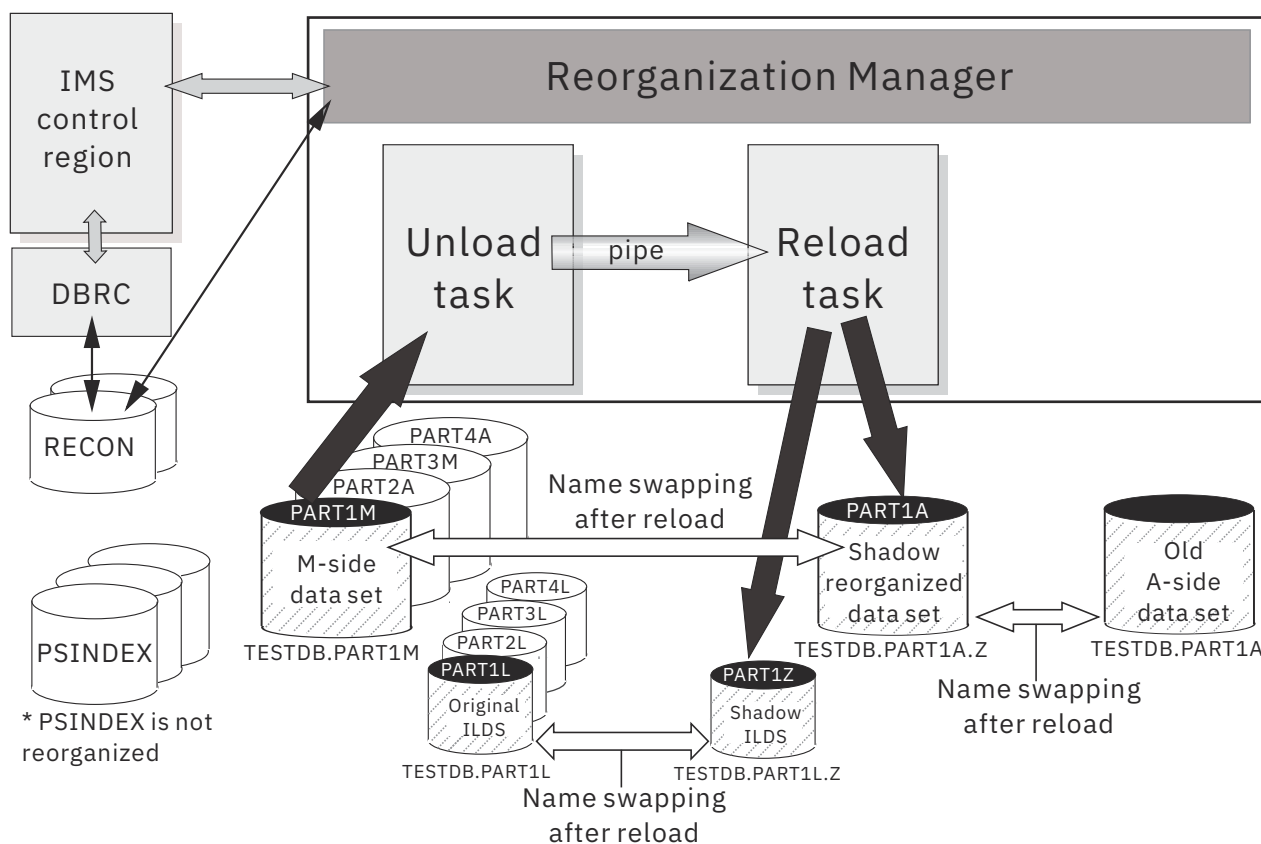 IMS
control
region
Reorganization Manager
DBRC
Unload
task
pipe
Reload
task
RECON
PART4A
PART3M
PART2A
PART1M
M-side
data set
TESTDB.PART1M
Name swapping
after reload
PART1A
Shadow
reorganized
data set
TESTDB.PART1A.Z
Old
A-side
data set
TESTDB.PART1A
Name swapping
after reload
PSINDEX
* PSINDEX is not
reorganized
PART4L
PART3L
PART2L
PART1L
Original
ILDS
TESTDB.PART1L
PART1Z
Shadow
ILDS
TESTDB.PART1L.Z
Name swapping
after reload